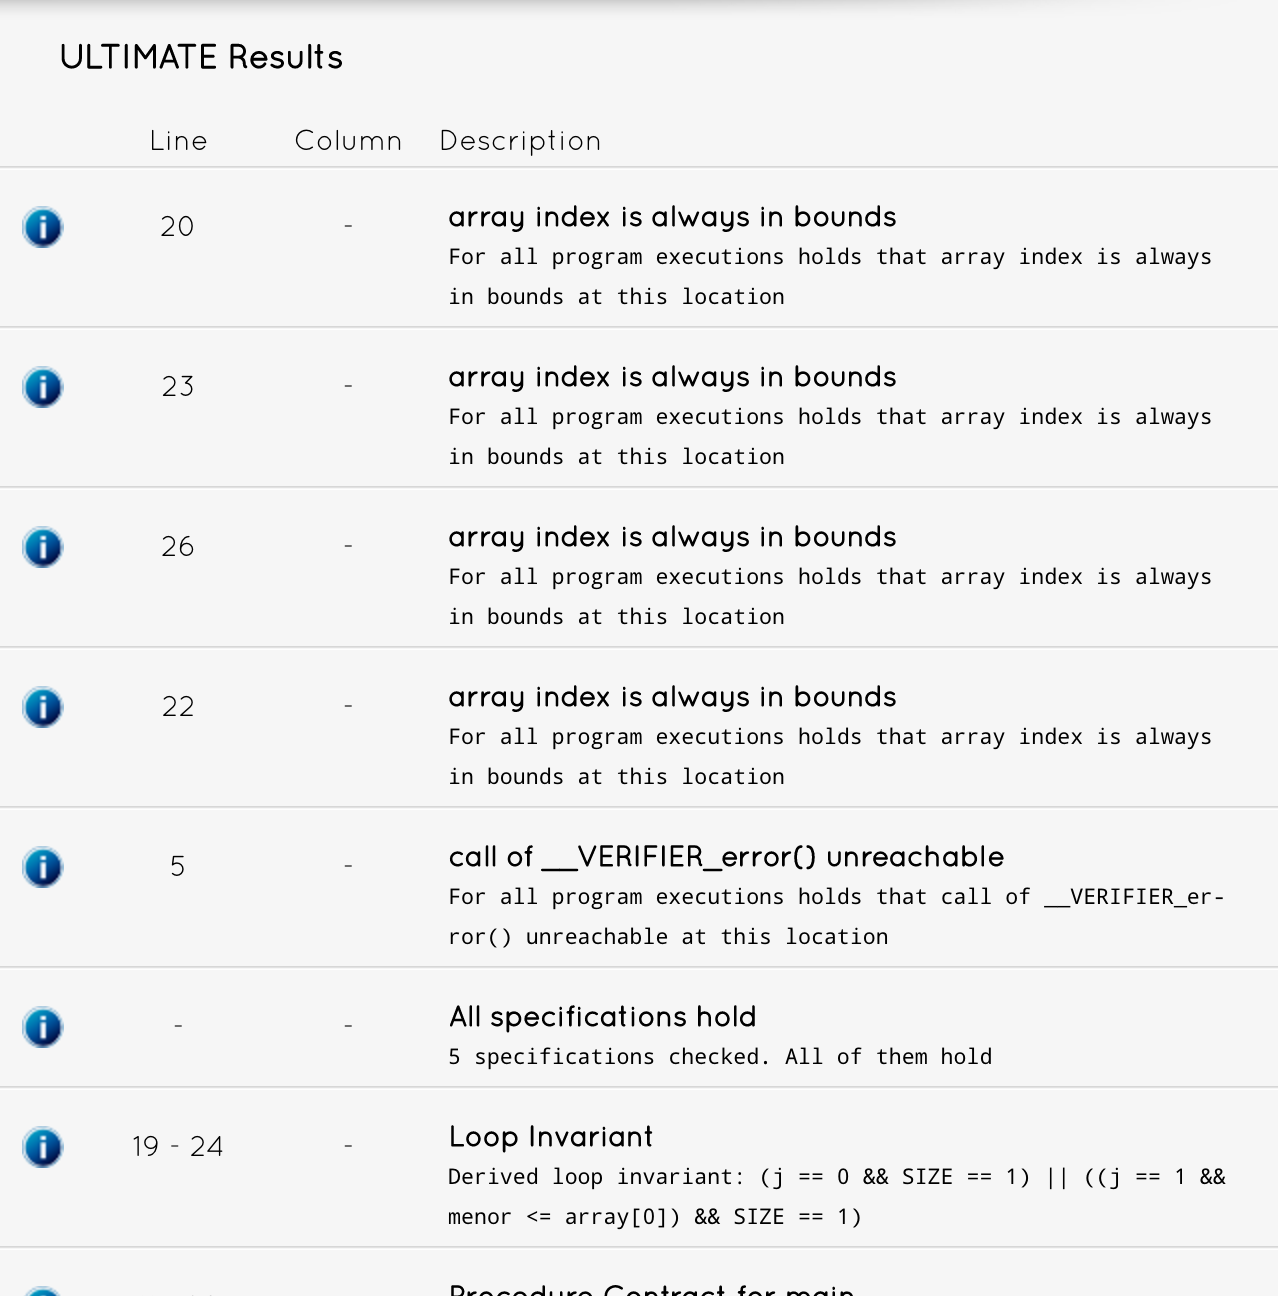 ULTIMATE Results
Line Column Description
20 - array index is always in bounds
For all program executions holds that array index is always
in bounds at this location
23 - array index is always in bounds
For all program executions holds that array index is always
in bounds at this location
26 - array index is always in bounds
For all program executions holds that array index is always
in bounds at this location
22 - array index is always in bounds
For all program executions holds that array index is always
in bounds at this location
5 - call of __VERIFIER_error() unreachable
For all program executions holds that call of __VERIFIER_er-
ror() unreachable at this location
- - All specifications hold
5 specifications checked. All of them hold
19 - 24 - Loop Invariant
Derived loop invariant: (j == 0 && SIZE == 1) || ((j == 1 &&
menor <= array[0]) && SIZE == 1)
Procedure Contract for main